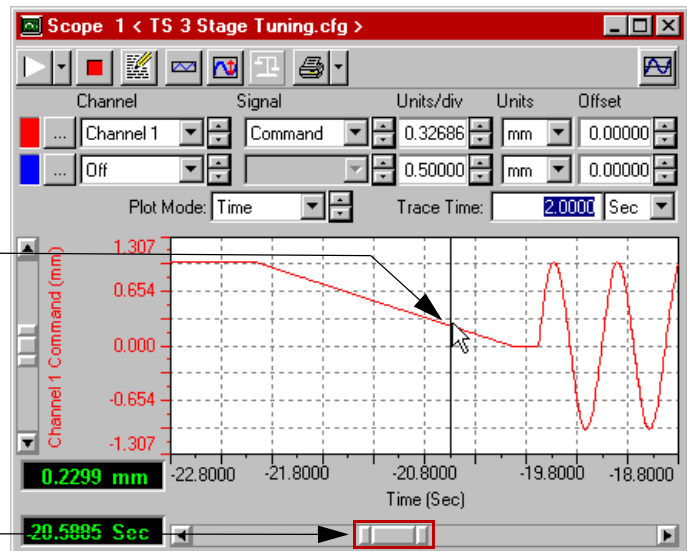 Scope 1 < TS 3 Stage Tuning.cfg >
Channel Signal Units/div Units Offset
... Channel 1 Command 0.32686 mm 0.00000
... Off 0.50000 mm 0.00000
Plot Mode: Time Trace Time: 2.0000 Sec
Channel 1 Command (mm)
1.307
0.654
0.000
-0.654
-1.307
0.2299 mm
-22.8000 -21.8000 -20.8000 -19.8000 -18.8000
Time (Sec)
-20.5885 Sec